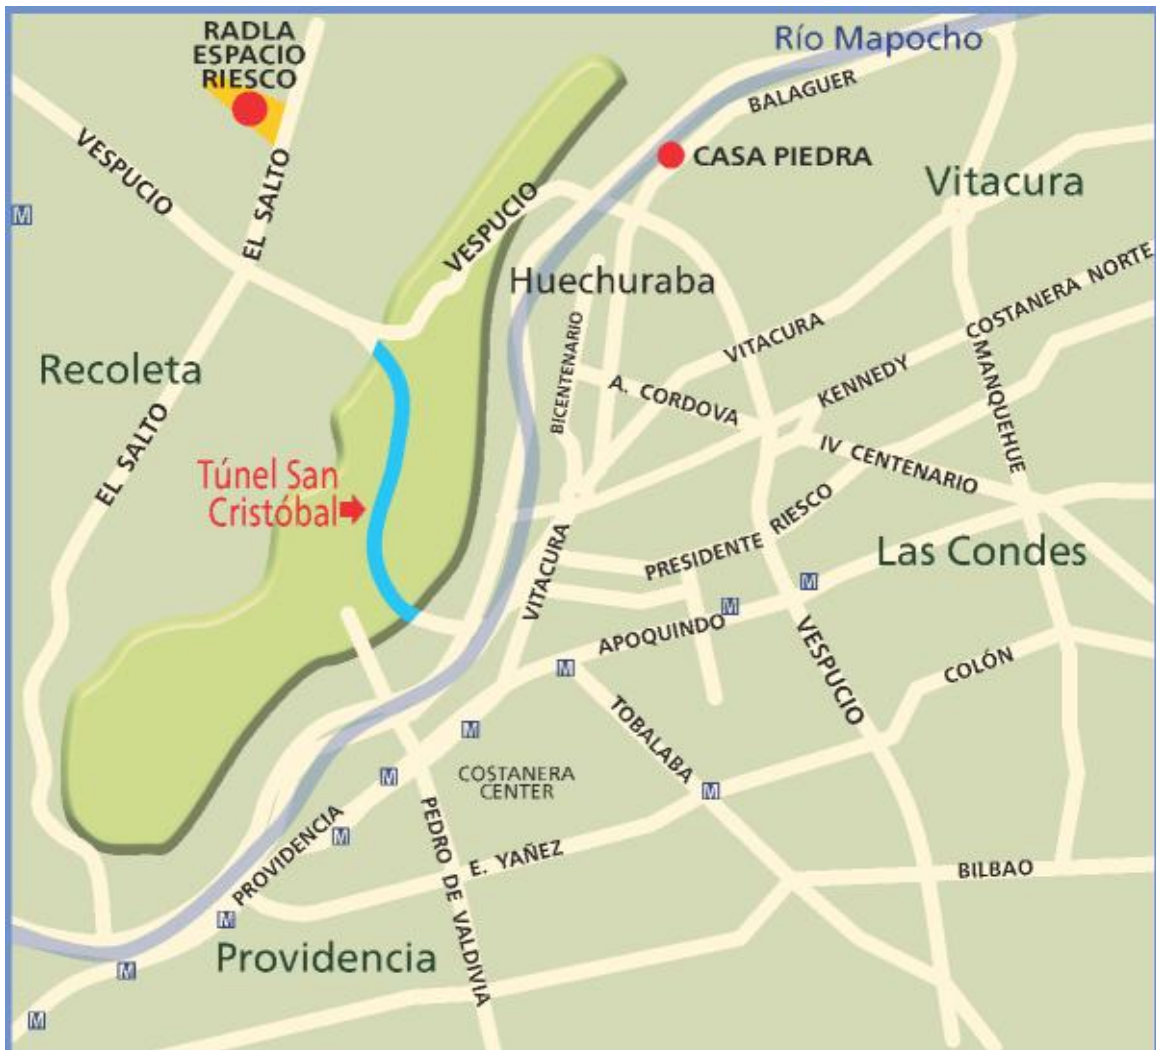 RADLA
ESPACIO
RIESCO
Río Mapocho
BALAGUER
VESPUCIO
CASA PIEDRA
EL SALTO
Vitacura
VESPUCIO
Huechuraba
COSTANERA NORTE
VITACURA
BICENTENARIO
Recoleta
A. CORDOVA
KENNEDY
MANQUEHUE
EL SALTO
IV CENTENARIO
Túnel San
Cristóbal
PRESIDENTE RIESCO
Las Condes
VITACURA
APOQUINDO
VESPUCIO
COLÓN
TOBALABA
COSTANERA
CENTER
PROVIDENCIA
PEDRO DE VALDIVIA
E. YAÑEZ
BILBAO
Providencia
M
M
M
M
M
M
M
M
M
M
M